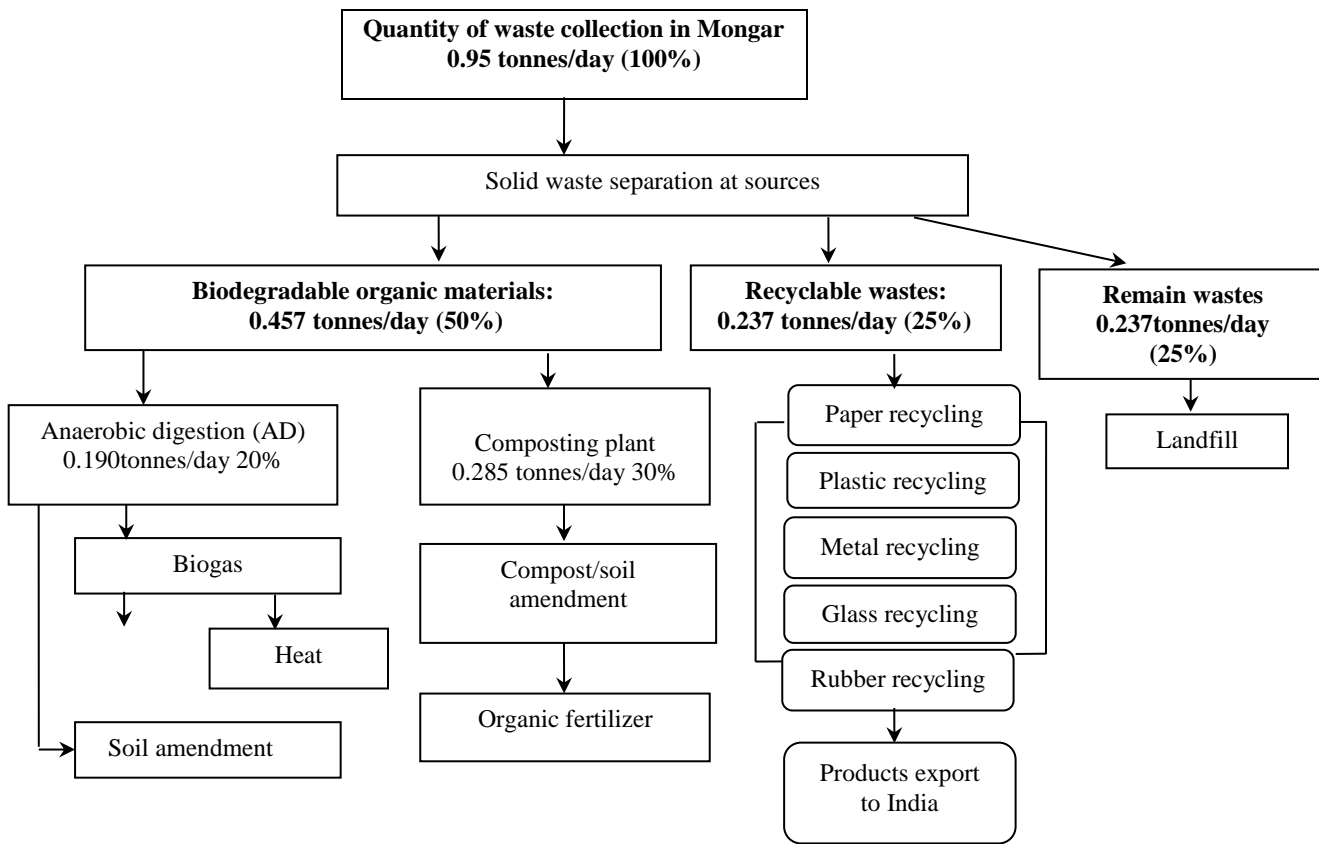 Quantity of waste collection in Mongar
0.95 tonnes/day (100%)
Solid waste separation at sources
Biodegradable organic materials:
0.457 tonnes/day (50%)
Recyclable wastes:
0.237 tonnes/day (25%)
Remain wastes
0.237tonnes/day
(25%)
Anaerobic digestion (AD)
0.190tonnes/day 20%
Composting plant
0.285 tonnes/day 30%
Paper recycling
Landfill
Plastic recycling
Metal recycling
Glass recycling
Rubber recycling
Biogas
Heat
Soil amendment
Compost/soil
amendment
Organic fertilizer
Products export
to India